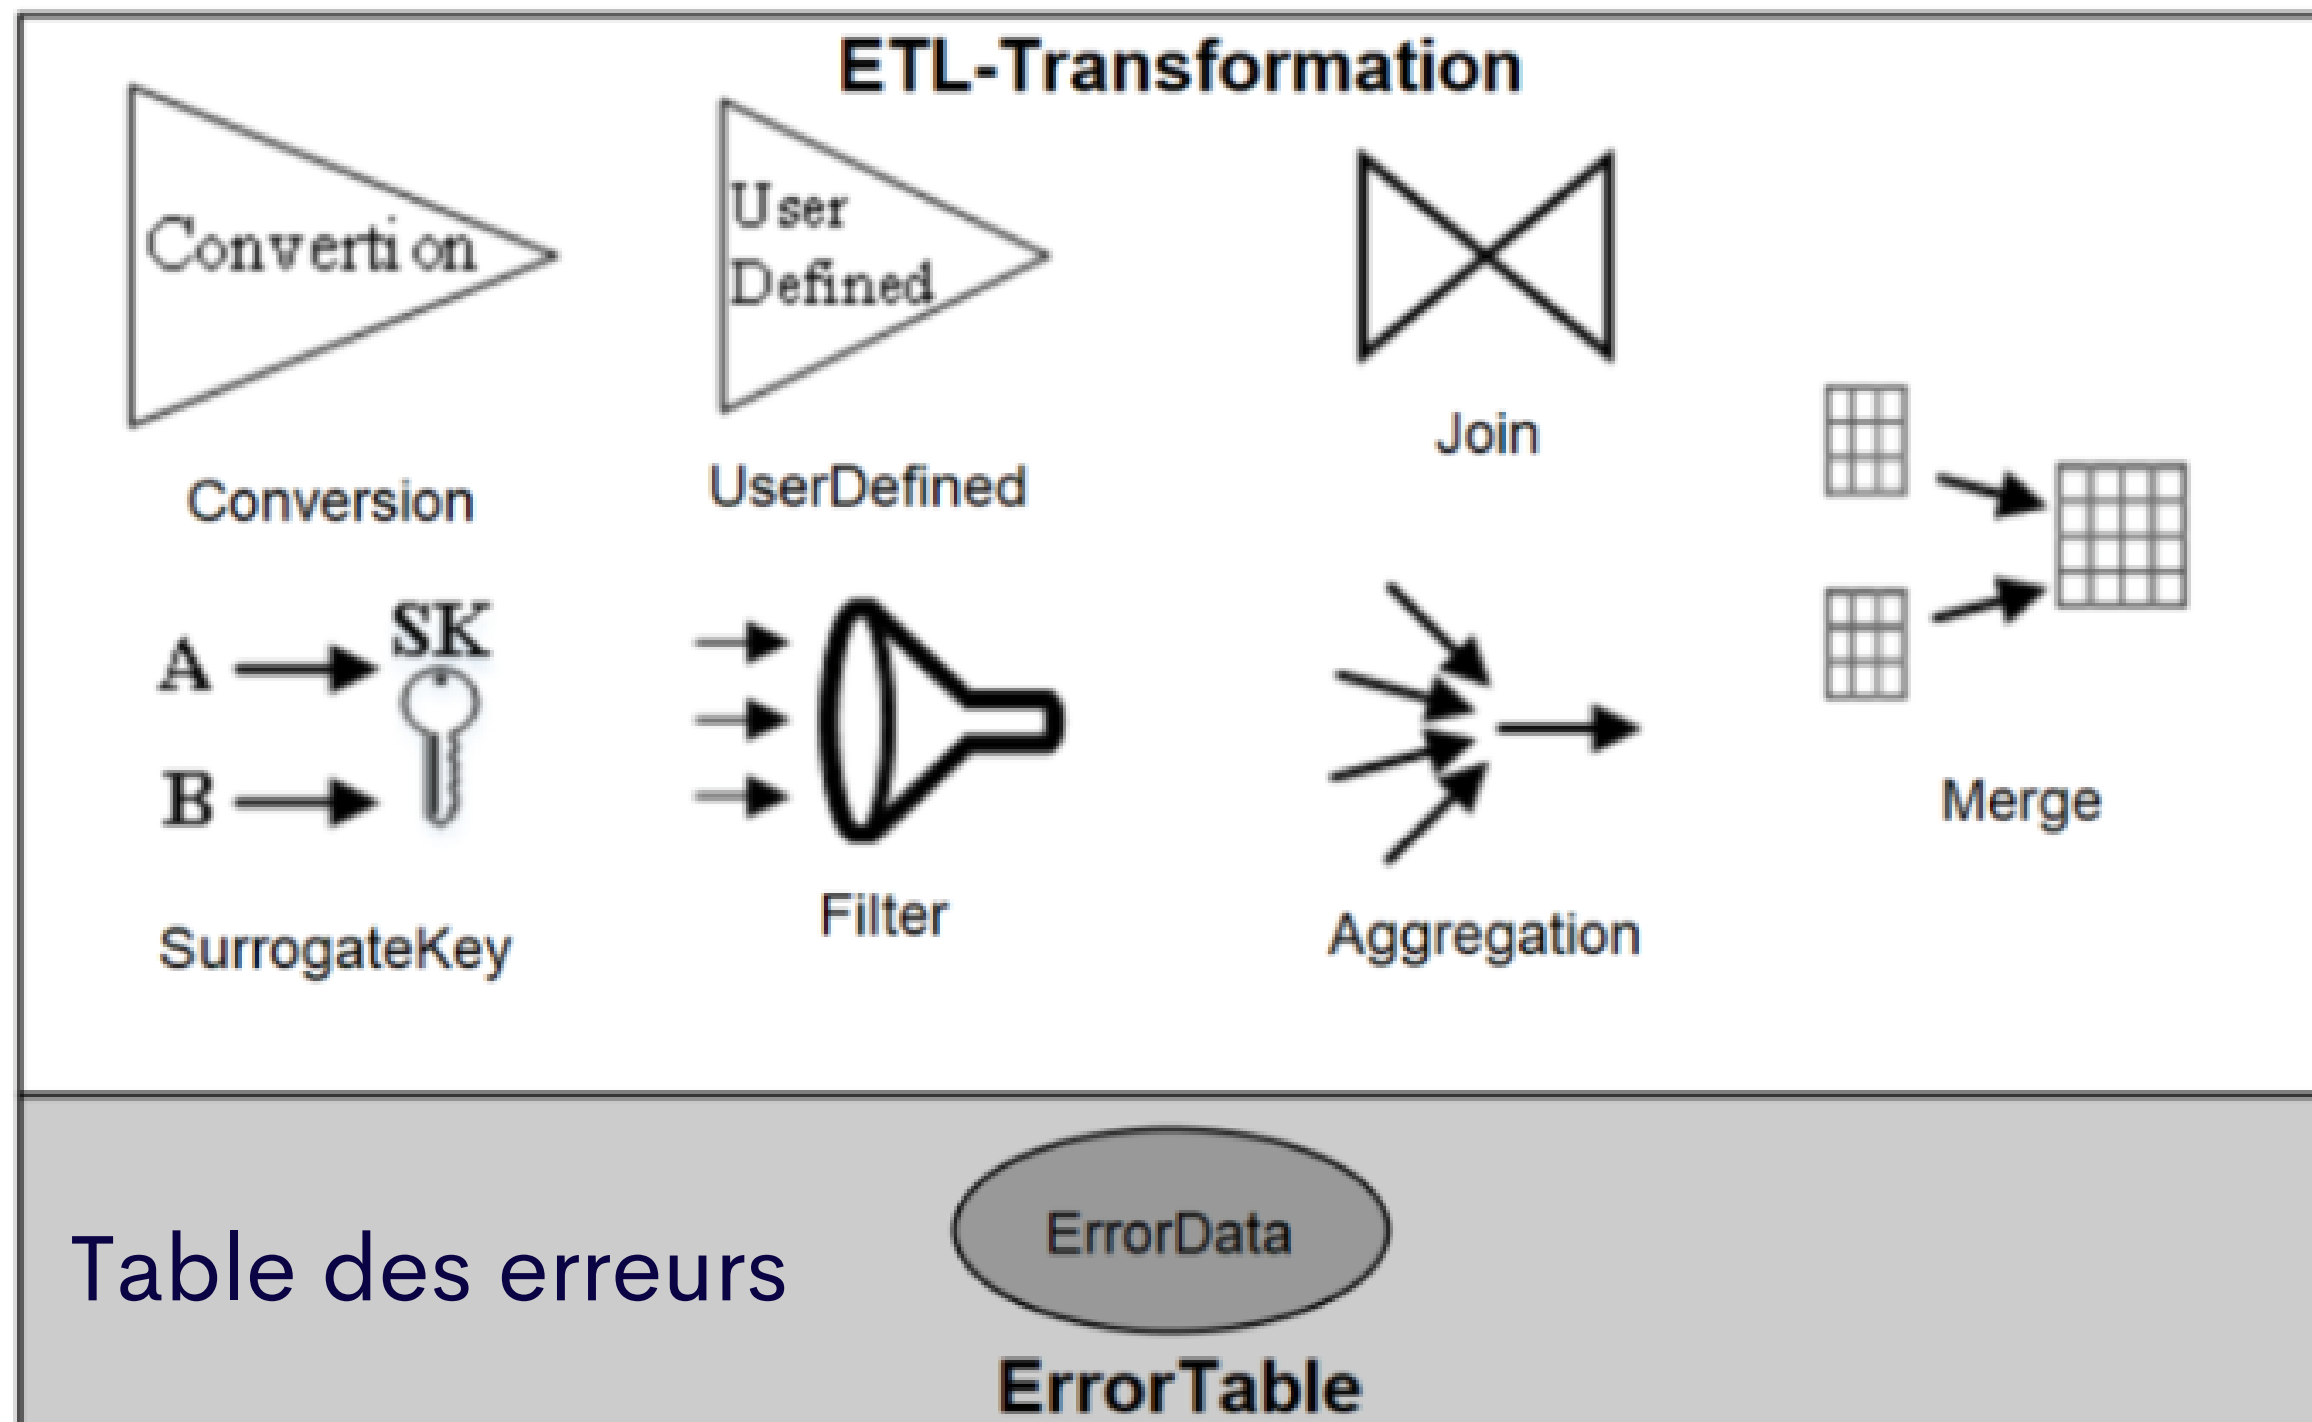 ETL-Transformation
Convertion
User
Defined
Join
Conversion
UserDefined
A
SK
B
Merge
SurrogateKey
Filter
Aggregation
Table des erreurs
ErrorData
ErrorTable